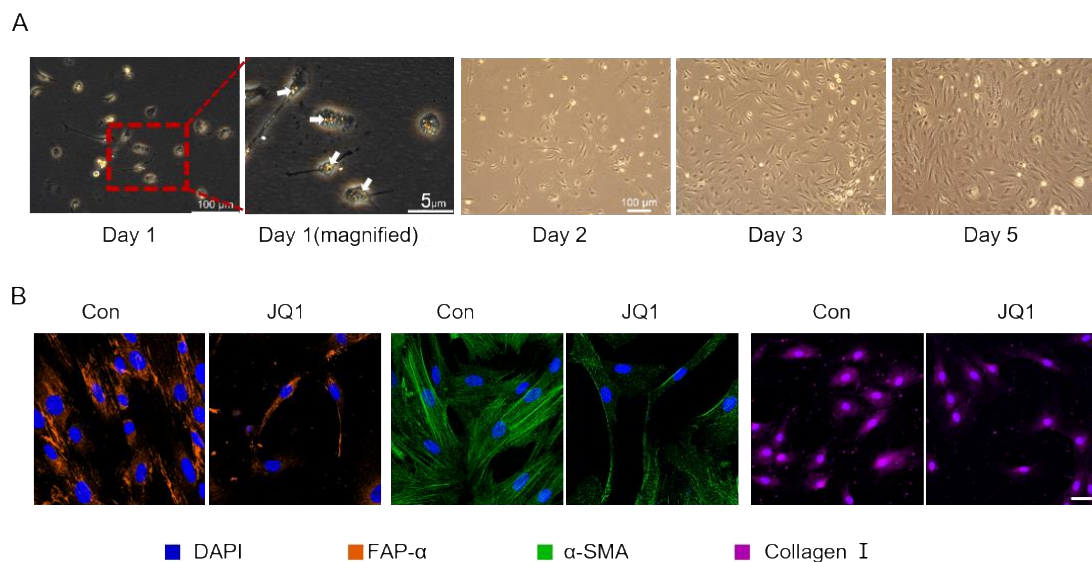 A
100 μm
5μm
100 μm
Day 1
Day 1(magnified)
Day 2
Day 3
Day 5
B
Con
JQ1
Con
JQ1
Con
JQ1
DAPI
FAP-α
α-SMA
Collagen Ⅰ